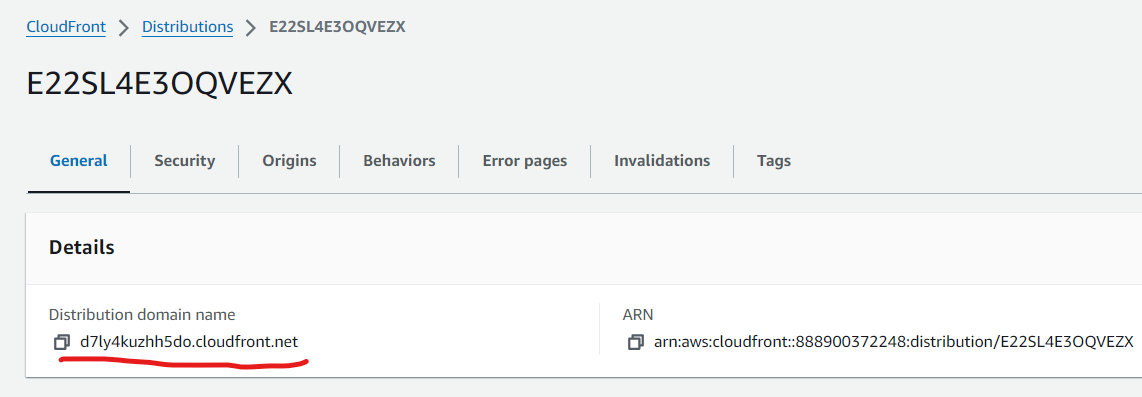 CloudFront > Distributions > E22SL4E3OQVEZX
E22SL4E3OQVEZX
General Security Origins Behaviors Error pages Invalidations Tags
Details
Distribution domain name ARN
d7ly4kuzhh5do.cloudfront.net arn:aws:cloudfront::888900372248:distribution/E22SL4E3OQVEZX